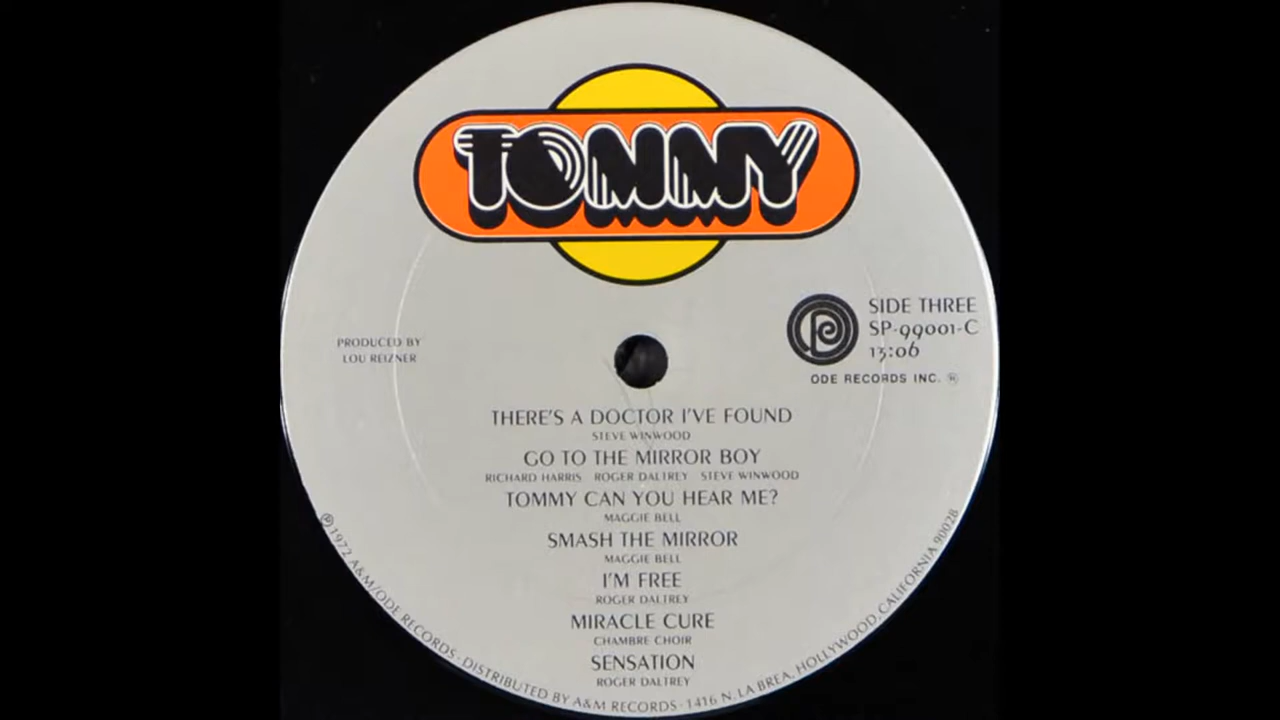 TOMMY
SIDE THREE
SP-99001-C
13:06
ODE RECORDS INC. ®
PRODUCED BY
LOU REIZNER
THERE'S A DOCTOR I'VE FOUND
STEVE WINWOOD
GO TO THE MIRROR BOY
RICHARD HARRIS ROGER DALTREY STEVE WINWOOD
TOMMY CAN YOU HEAR ME?
MAGGIE BELL
SMASH THE MIRROR
MAGGIE BELL
I'M FREE
ROGER DALTREY
MIRACLE CURE
CHAMBRE CHOIR
SENSATION
ROGER DALTREY
℗1972 A&M/ODE RECORDS · DISTRIBUTED BY A&M RECORDS · 1416 N. LA BREA, HOLLYWOOD, CALIFORNIA 90028